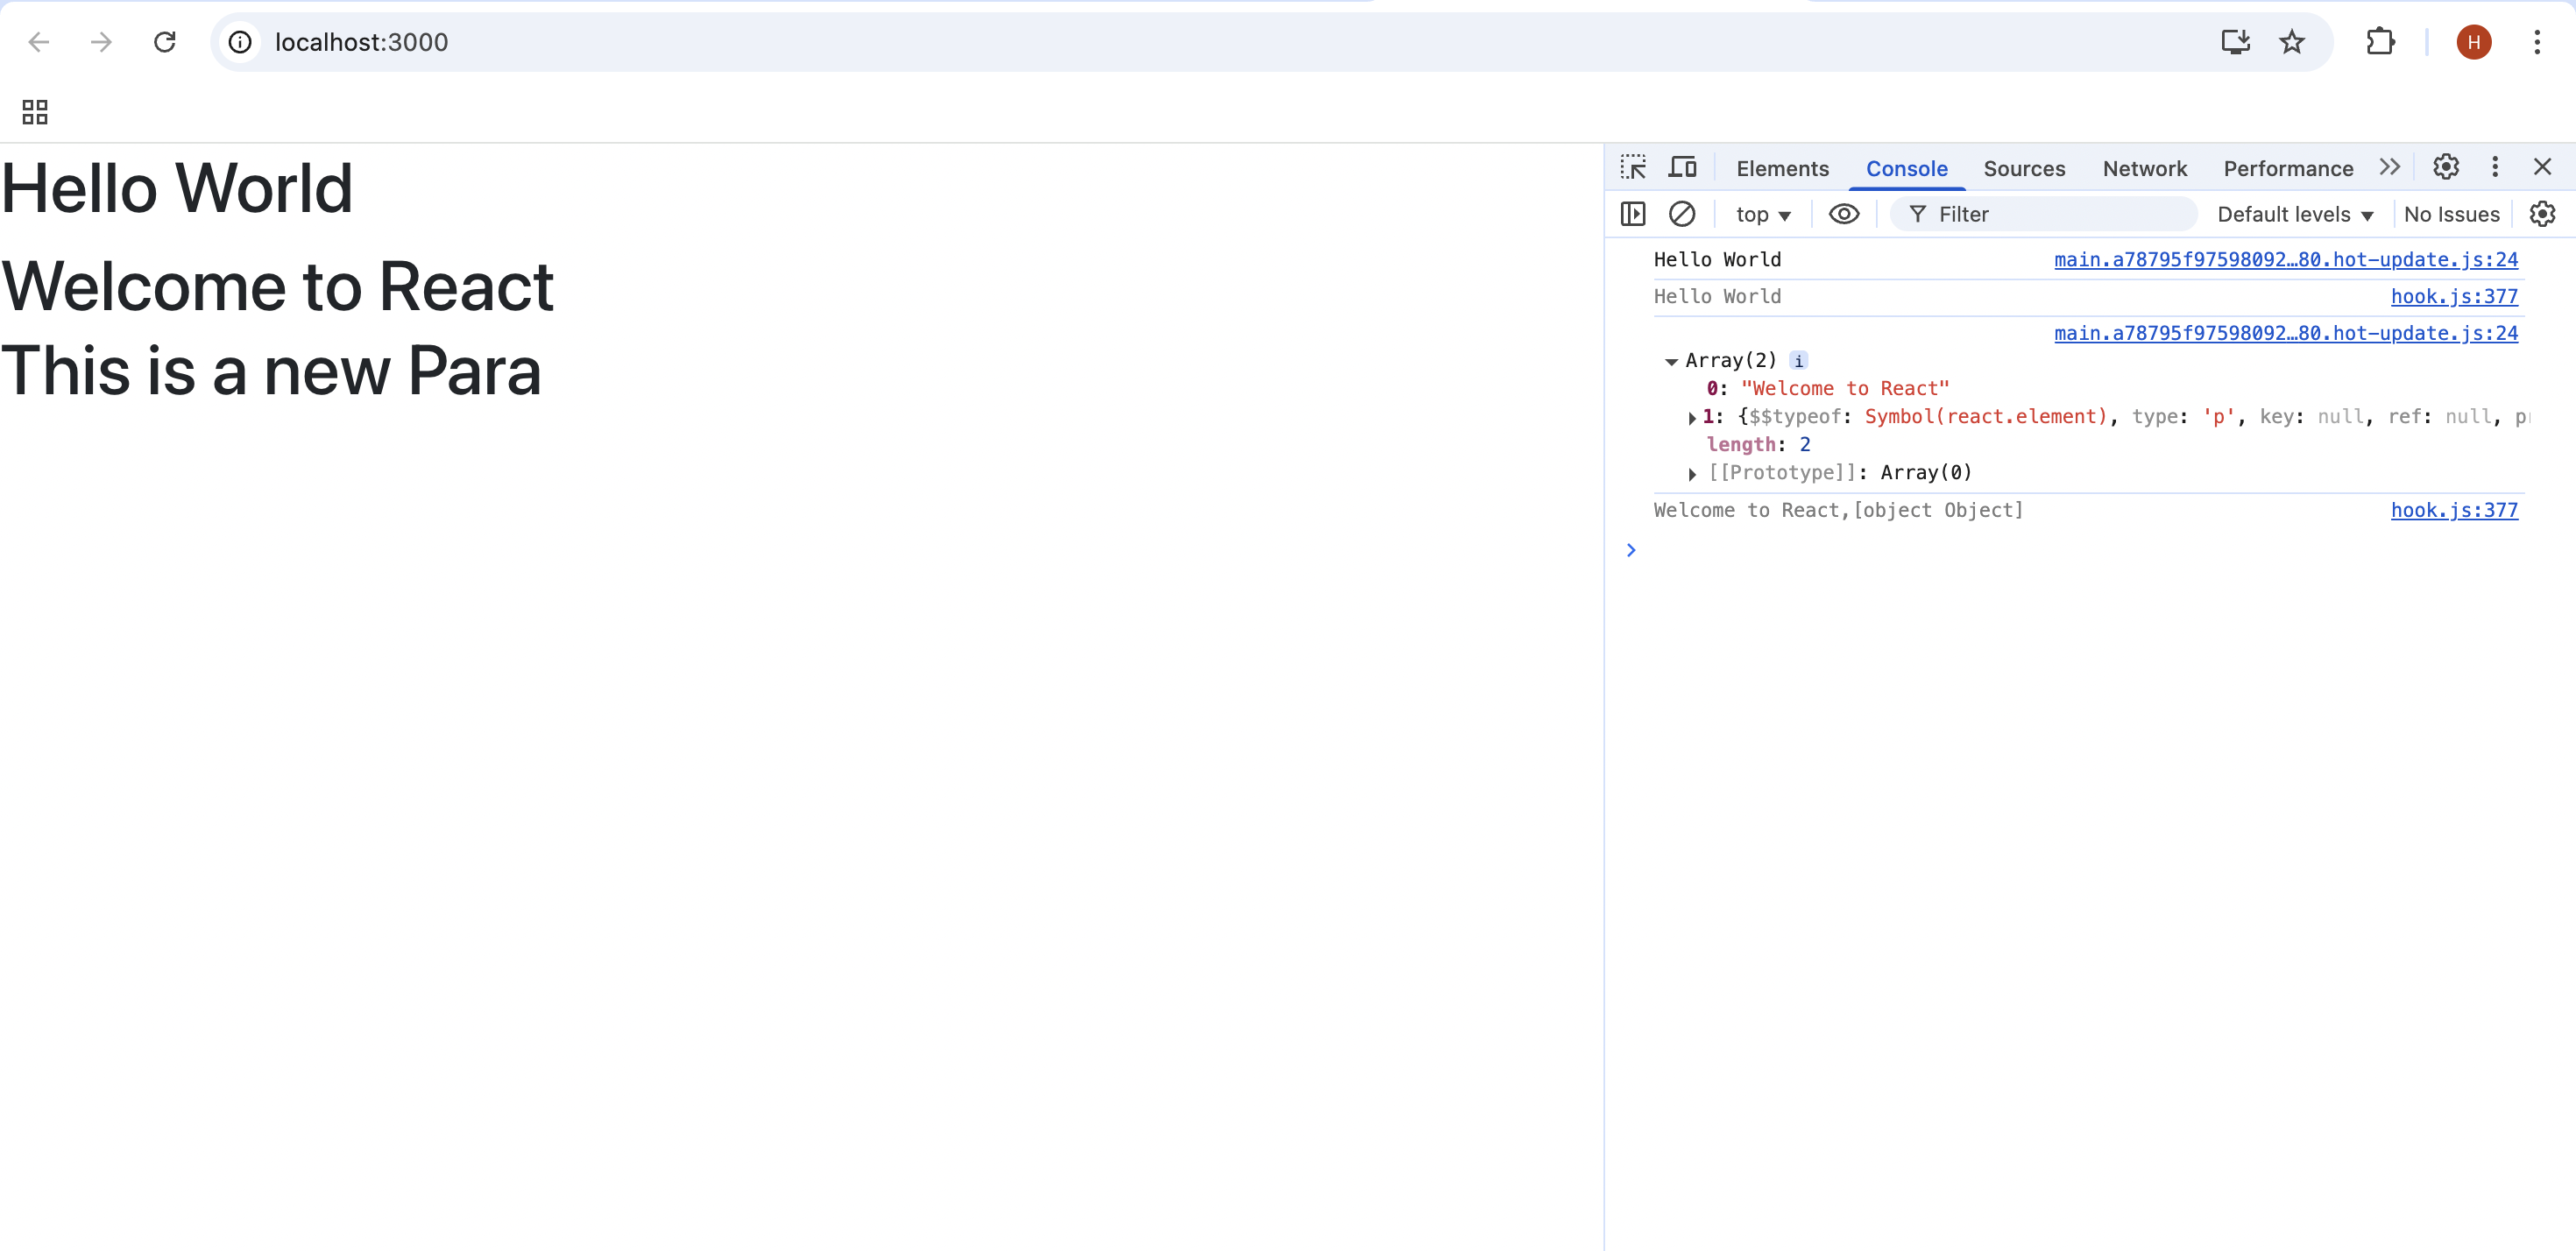 localhost:3000
H
Hello World
Welcome to React
This is a new Para
Elements Console Sources Network Performance
top Filter Default levels No Issues
Hello World main.a78795f97598092…80.hot-update.js:24
Hello World hook.js:377
main.a78795f97598092…80.hot-update.js:24
Array(2) i
0: "Welcome to React"
1: {$$typeof: Symbol(react.element), type: 'p', key: null, ref: null,
length: 2
[[Prototype]]: Array(0)
Welcome to React,[object Object] hook.js:377